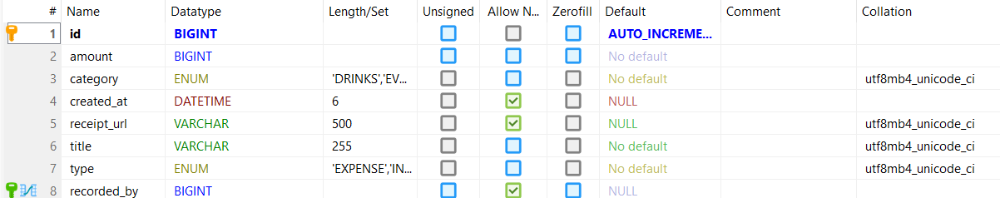 # Name Datatype Length/Set Unsigned Allow N... Zerofill Default Comment Collation
1 id BIGINT AUTO_INCREME...
2 amount BIGINT No default
3 category ENUM 'DRINKS','EV... No default utf8mb4_unicode_ci
4 created_at DATETIME 6 NULL
5 receipt_url VARCHAR 500 NULL utf8mb4_unicode_ci
6 title VARCHAR 255 No default utf8mb4_unicode_ci
7 type ENUM 'EXPENSE','IN... No default utf8mb4_unicode_ci
8 recorded_by BIGINT NULL